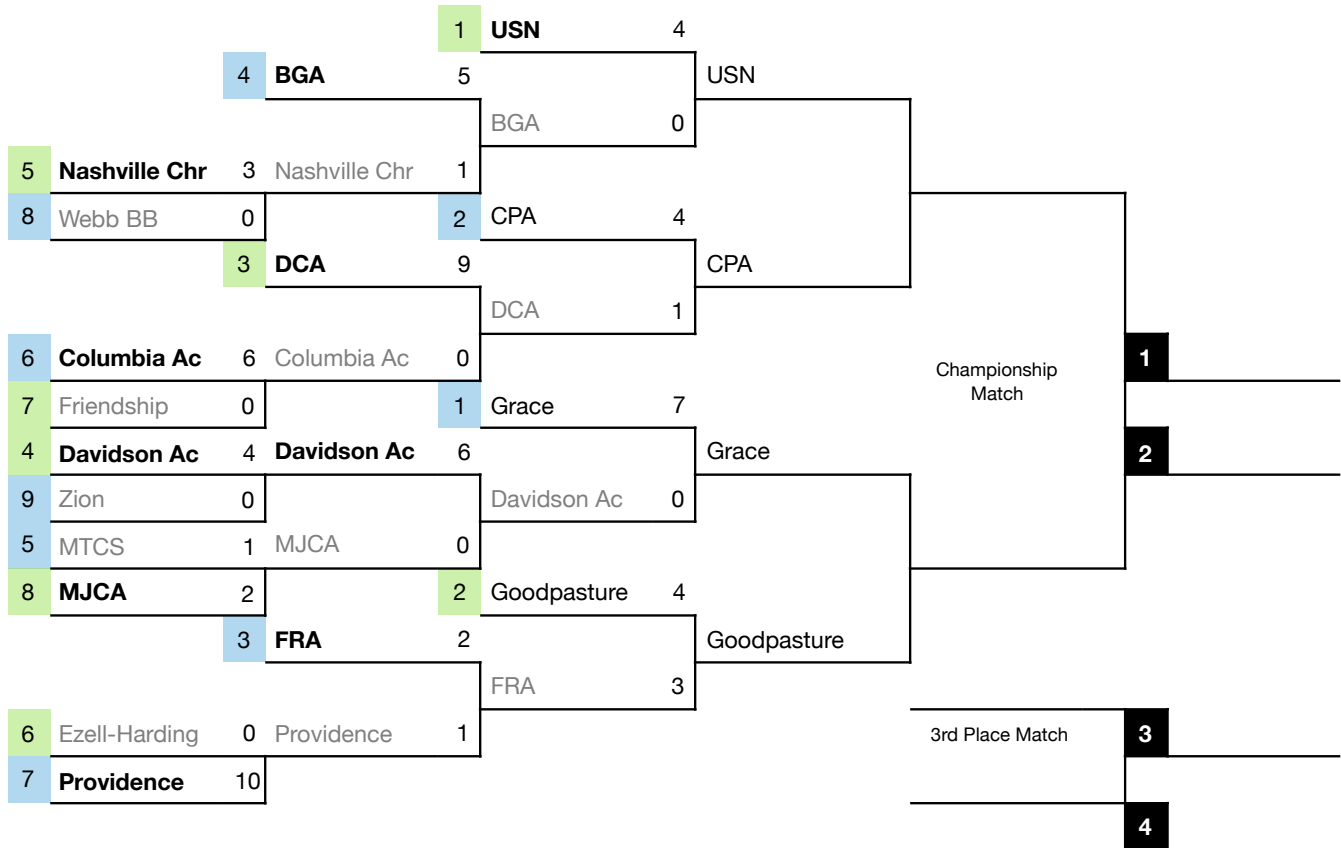 1 USN 4
4 BGA 5 USN
BGA 0
5 Nashville Chr 3 Nashville Chr 1
8 Webb BB 0 2 CPA 4
3 DCA 9 CPA
DCA 1
6 Columbia Ac 6 Columbia Ac 0 1
Championship
Match
7 Friendship 0 1 Grace 7
4 Davidson Ac 4 Davidson Ac 6 Grace 2
9 Zion 0 Davidson Ac 0
5 MTCS 1 MJCA 0
8 MJCA 2 2 Goodpasture 4
3 FRA 2 Goodpasture
FRA 3
6 Ezell-Harding 0 Providence 1 3rd Place Match 3
7 Providence 10
4